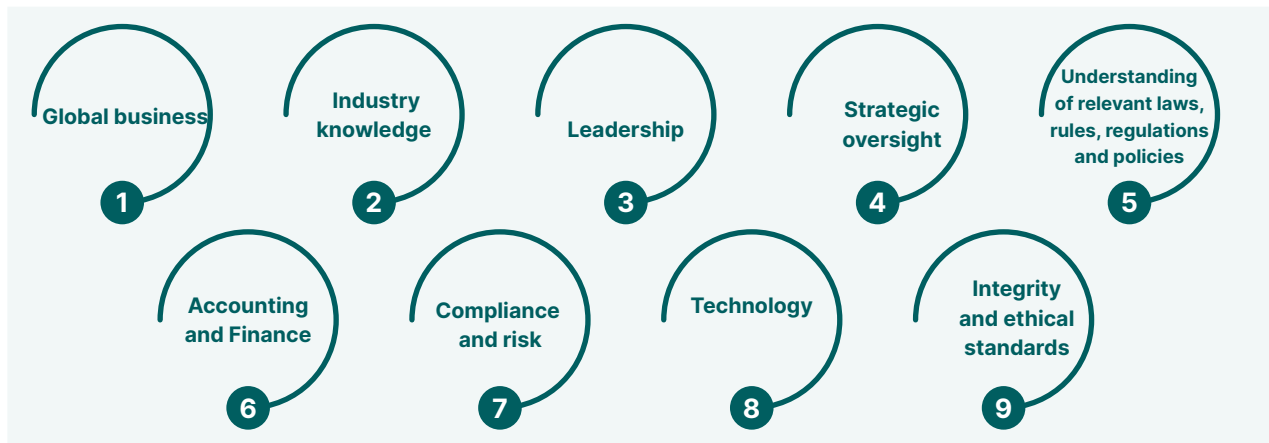 Global business
1
Industry
knowledge
2
Leadership
3
Strategic
oversight
4
Understanding
of relevant laws,
rules, regulations
and policies
5
Accounting
and Finance
6
Compliance
and risk
7
Technology
8
Integrity
and ethical
standards
9